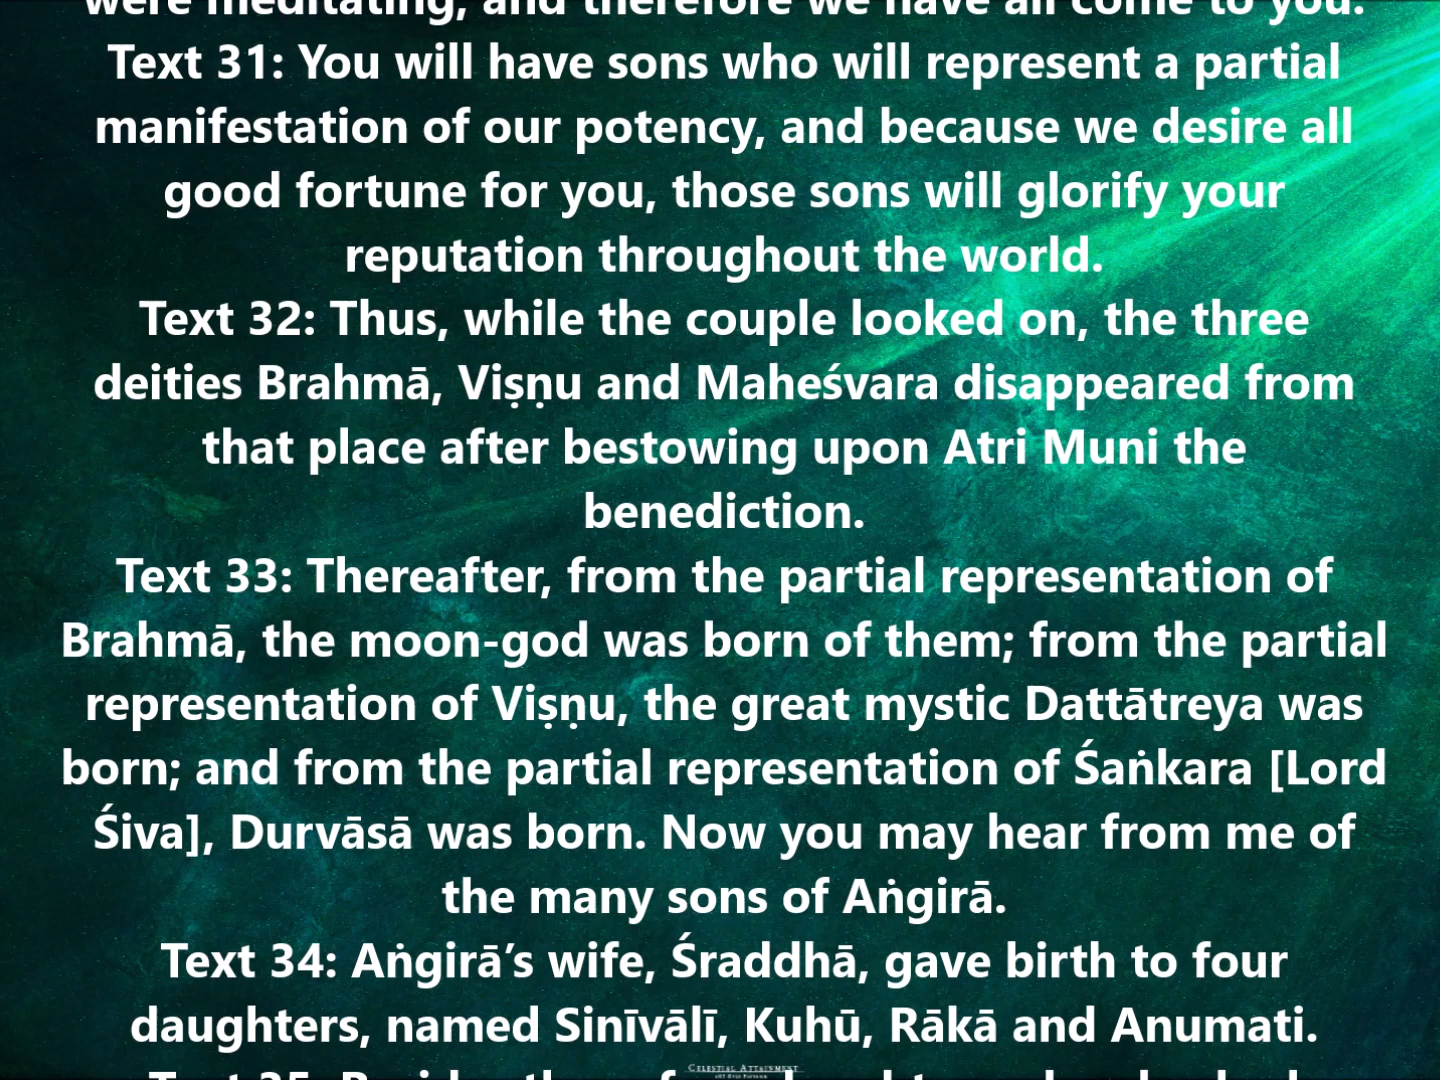 were meditating, and therefore we have all come to you.
Text 31: You will have sons who will represent a partial
manifestation of our potency, and because we desire all
good fortune for you, those sons will glorify your
reputation throughout the world.
Text 32: Thus, while the couple looked on, the three
deities Brahmā, Viṣṇu and Maheśvara disappeared from
that place after bestowing upon Atri Muni the
benediction.
Text 33: Thereafter, from the partial representation of
Brahmā, the moon-god was born of them; from the partial
representation of Viṣṇu, the great mystic Dattātreya was
born; and from the partial representation of Śaṅkara [Lord
Śiva], Durvāsā was born. Now you may hear from me of
the many sons of Aṅgirā.
Text 34: Aṅgirā’s wife, Śraddhā, gave birth to four
daughters, named Sinīvālī, Kuhū, Rākā and Anumati.
Celestial Attainment